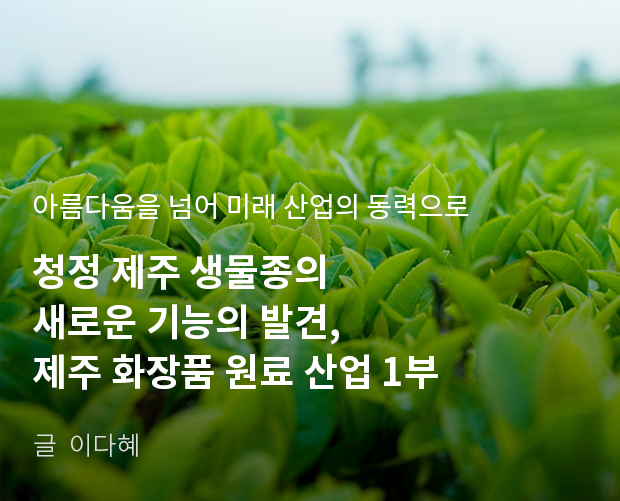 아름다움을 넘어 미래 산업의 동력으로
청정 제주 생물종의
새로운 기능의 발견,
제주 화장품 원료 산업 1부
글 이다혜